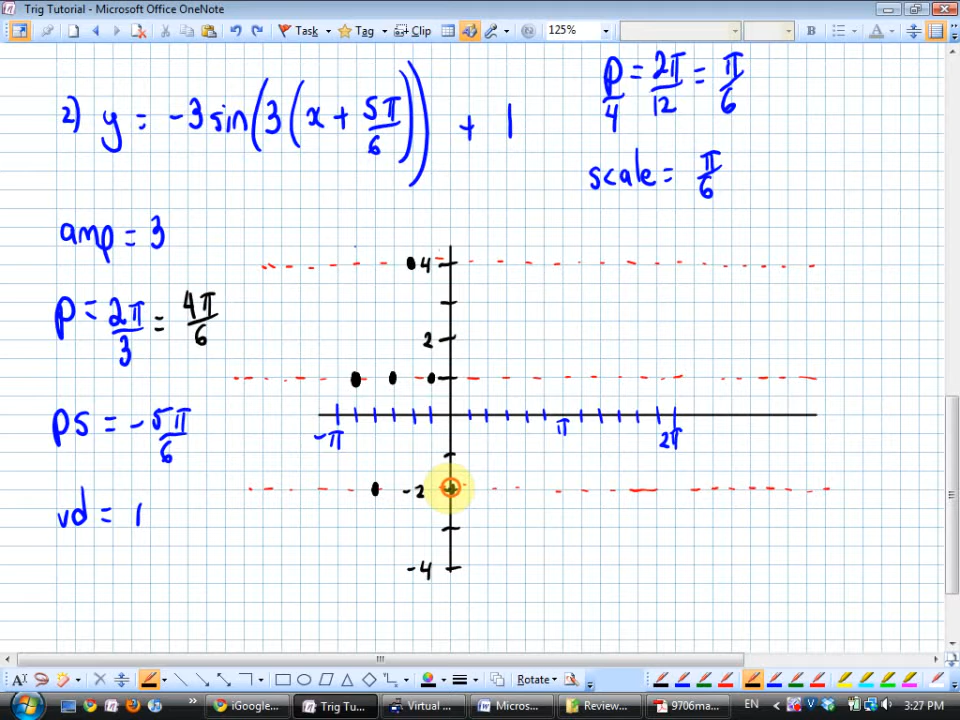 Trig Tutorial - Microsoft Office OneNote
Task Tag Clip 125%
2) y = -3 sin(3(x + 5π/6)) + 1
p/4 = 2π/12 = π/6
scale = π/6
amp = 3
p = 2π/3 = 4π/6
ps = -5π/6
vd = 1
4
2
-π π 2π
-2
-4
Rotate
iGoogle... Trig Tu... Virtual ... Micros... Review... 9706ma... EN 3:27 PM